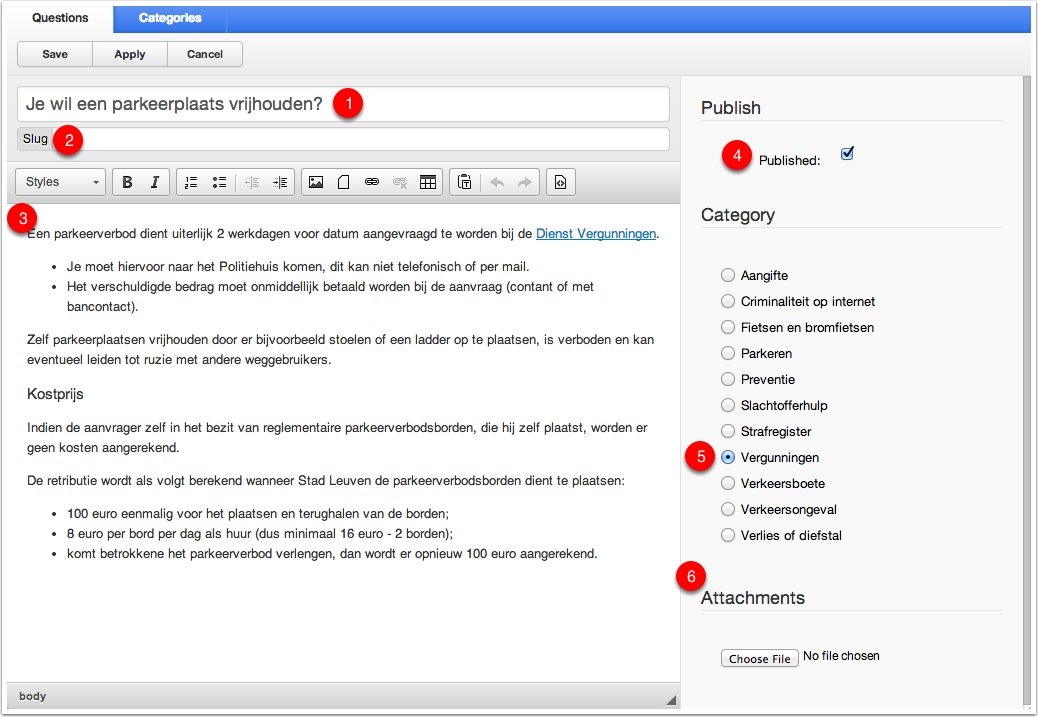 Questions Categories
Save Apply Cancel
Je wil een parkeerplaats vrijhouden? 1
Slug 2
Styles B I
3
Een parkeerverbod dient uiterlijk 2 werkdagen voor datum aangevraagd te worden bij de Dienst Vergunningen.
• Je moet hiervoor naar het Politiehuis komen, dit kan niet telefonisch of per mail.
• Het verschuldigde bedrag moet onmiddellijk betaald worden bij de aanvraag (contant of met
bancontact).
Zelf parkeerplaatsen vrijhouden door er bijvoorbeeld stoelen of een ladder op te plaatsen, is verboden en kan
eventueel leiden tot ruzie met andere weggebruikers.
Kostprijs
Indien de aanvrager zelf in het bezit van reglementaire parkeerverbodsborden, die hij zelf plaatst, worden er
geen kosten aangerekend.
De retributie wordt als volgt berekend wanneer Stad Leuven de parkeerverbodsborden dient te plaatsen:
• 100 euro eenmalig voor het plaatsen en terughalen van de borden;
• 8 euro per bord per dag als huur (dus minimaal 16 euro - 2 borden);
• komt betrokkene het parkeerverbod verlengen, dan wordt er opnieuw 100 euro aangerekend.
body
Publish
4 Published:
Category
Aangifte
Criminaliteit op internet
Fietsen en bromfietsen
Parkeren
Preventie
Slachtofferhulp
Strafregister
5 Vergunningen
Verkeersboete
Verkeersongeval
Verlies of diefstal
6
Attachments
Choose File No file chosen